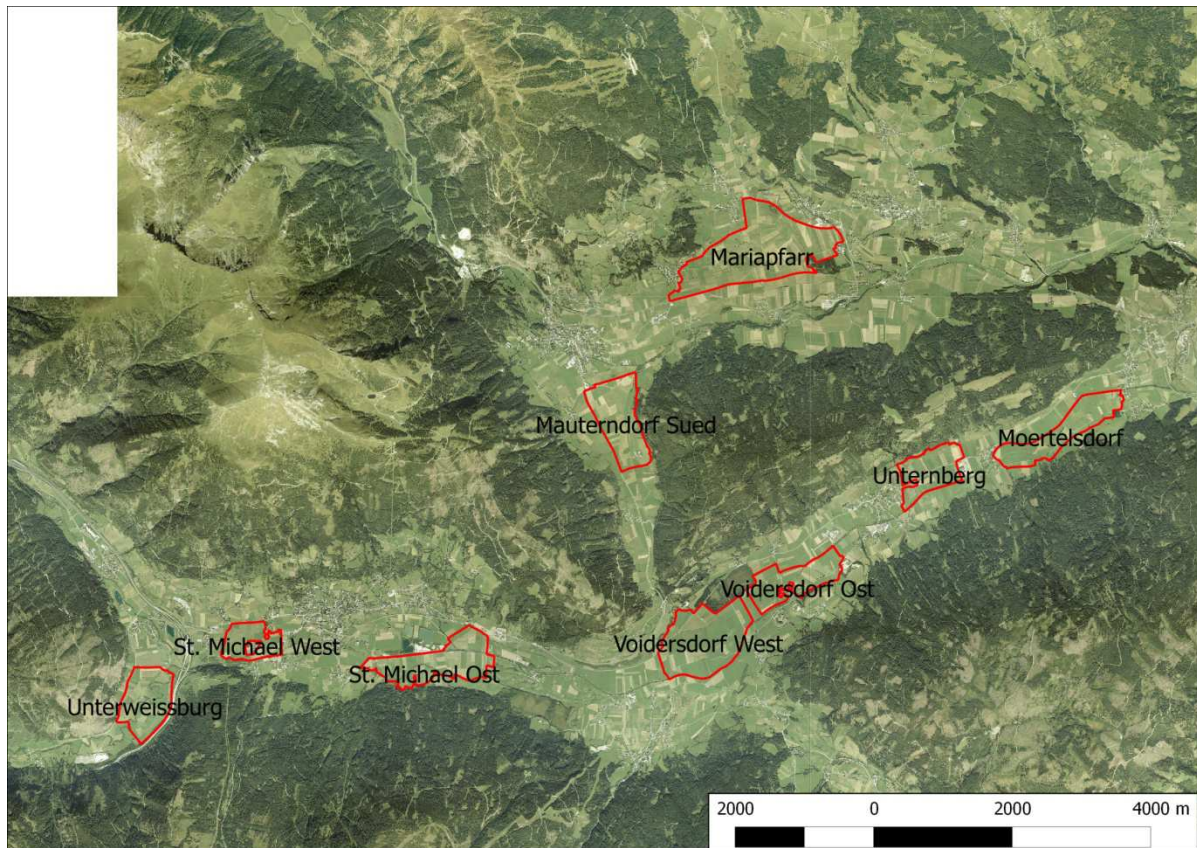 Mariapfarr
Mauterndorf Sued
Moertelsdorf
Unternberg
Voidersdorf Ost
St. Michael West
Voidersdorf West
St. Michael Ost
Unterweissburg
2000 0 2000 4000 m